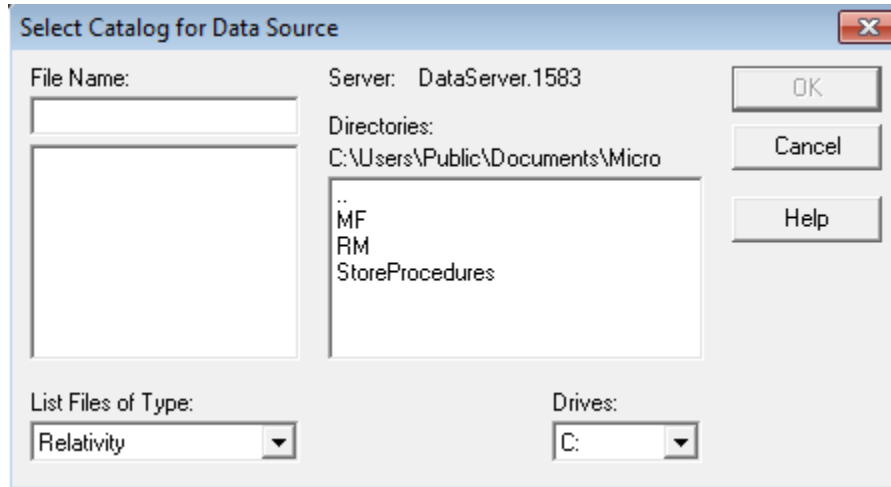 Select Catalog for Data Source
File Name:
Server: DataServer.1583
OK
Directories:
C:\Users\Public\Documents\Micro
Cancel
..
MF
RM
StoreProcedures
Help
List Files of Type:
Relativity
Drives:
C: